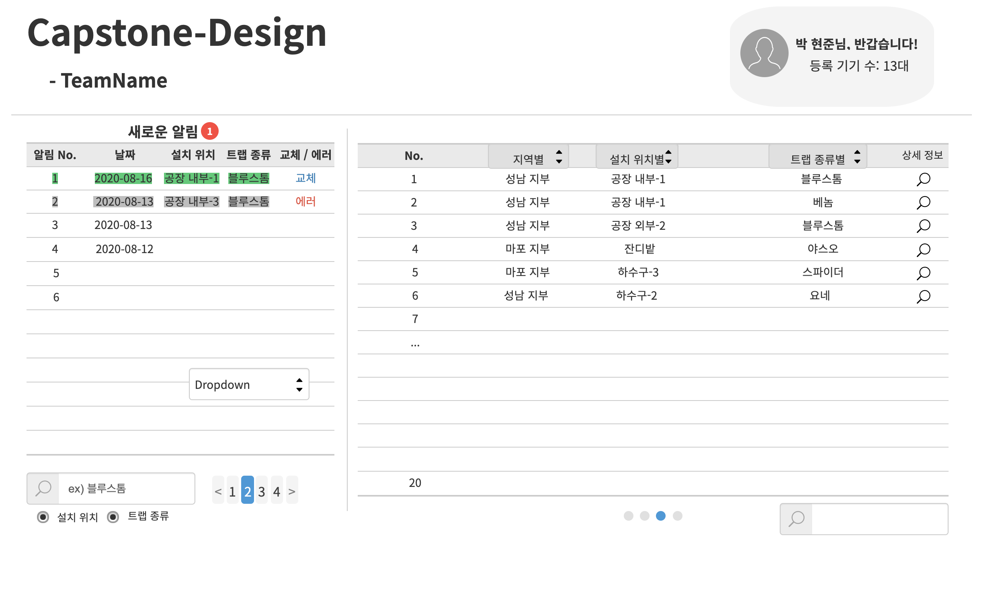 Capstone-Design
- TeamName
박 현준님, 반갑습니다!
등록 기기 수: 13대
새로운 알림 1
알림 No. 날짜 설치 위치 트랩 종류 교체 / 에러
1 2020-08-16 공장 내부-1 블루스톰 교체
2 2020-08-13 공장 내부-3 블루스톰 에러
3 2020-08-13
4 2020-08-12
5
6
Dropdown
ex) 블루스톰
< 1 2 3 4 >
설치 위치 트랩 종류
No. 지역별 설치 위치별 트랩 종류별 상세 정보
1 성남 지부 공장 내부-1 블루스톰
2 성남 지부 공장 내부-1 베놈
3 성남 지부 공장 외부-2 블루스톰
4 마포 지부 잔디밭 야스오
5 마포 지부 하수구-3 스파이더
6 성남 지부 하수구-2 요네
7
...
20